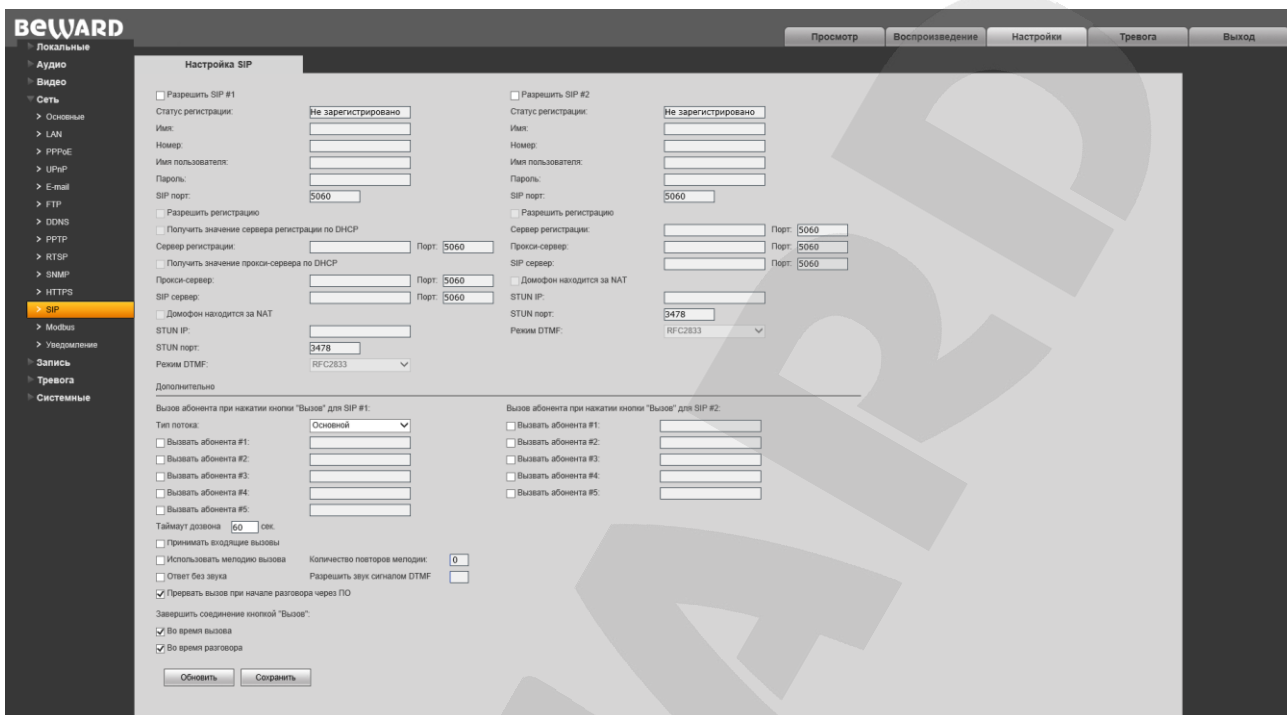 BEWARD
Просмотр Воспроизведение Настройки Тревога Выход
Локальные
Аудио
Видео
Сеть
> Основные
> LAN
> PPPoE
> UPnP
> E-mail
> FTP
> DDNS
> PPTP
> RTSP
> SNMP
> HTTPS
> SIP
> Modbus
> Уведомление
Запись
Тревога
Системные
Настройка SIP
Разрешить SIP #1
Статус регистрации: Не зарегистрировано
Имя:
Номер:
Имя пользователя:
Пароль:
SIP порт: 5060
Разрешить регистрацию
Получить значение сервера регистрации по DHCP
Сервер регистрации: Порт: 5060
Получить значение прокси-сервера по DHCP
Прокси-сервер: Порт: 5060
SIP сервер: Порт: 5060
Домофон находится за NAT
STUN IP:
STUN порт: 3478
Режим DTMF: RFC2833
Разрешить SIP #2
Статус регистрации: Не зарегистрировано
Имя:
Номер:
Имя пользователя:
Пароль:
SIP порт: 5060
Разрешить регистрацию
Сервер регистрации: Порт: 5060
Прокси-сервер: Порт: 5060
SIP сервер: Порт: 5060
Домофон находится за NAT
STUN IP:
STUN порт: 3478
Режим DTMF: RFC2833
Дополнительно
Вызов абонента при нажатии кнопки "Вызов" для SIP #1:
Тип потока: Основной
Вызвать абонента #1:
Вызвать абонента #2:
Вызвать абонента #3:
Вызвать абонента #4:
Вызвать абонента #5:
Вызов абонента при нажатии кнопки "Вызов" для SIP #2:
Вызвать абонента #1:
Вызвать абонента #2:
Вызвать абонента #3:
Вызвать абонента #4:
Вызвать абонента #5:
Таймаут дозвона 60 сек.
Принимать входящие вызовы
Использовать мелодию вызова Количество повторов мелодии: 0
Ответ без звука Разрешить звук сигналом DTMF
Прервать вызов при начале разговора через ПО
Завершить соединение кнопкой "Вызов":
Во время вызова
Во время разговора
Обновить Сохранить